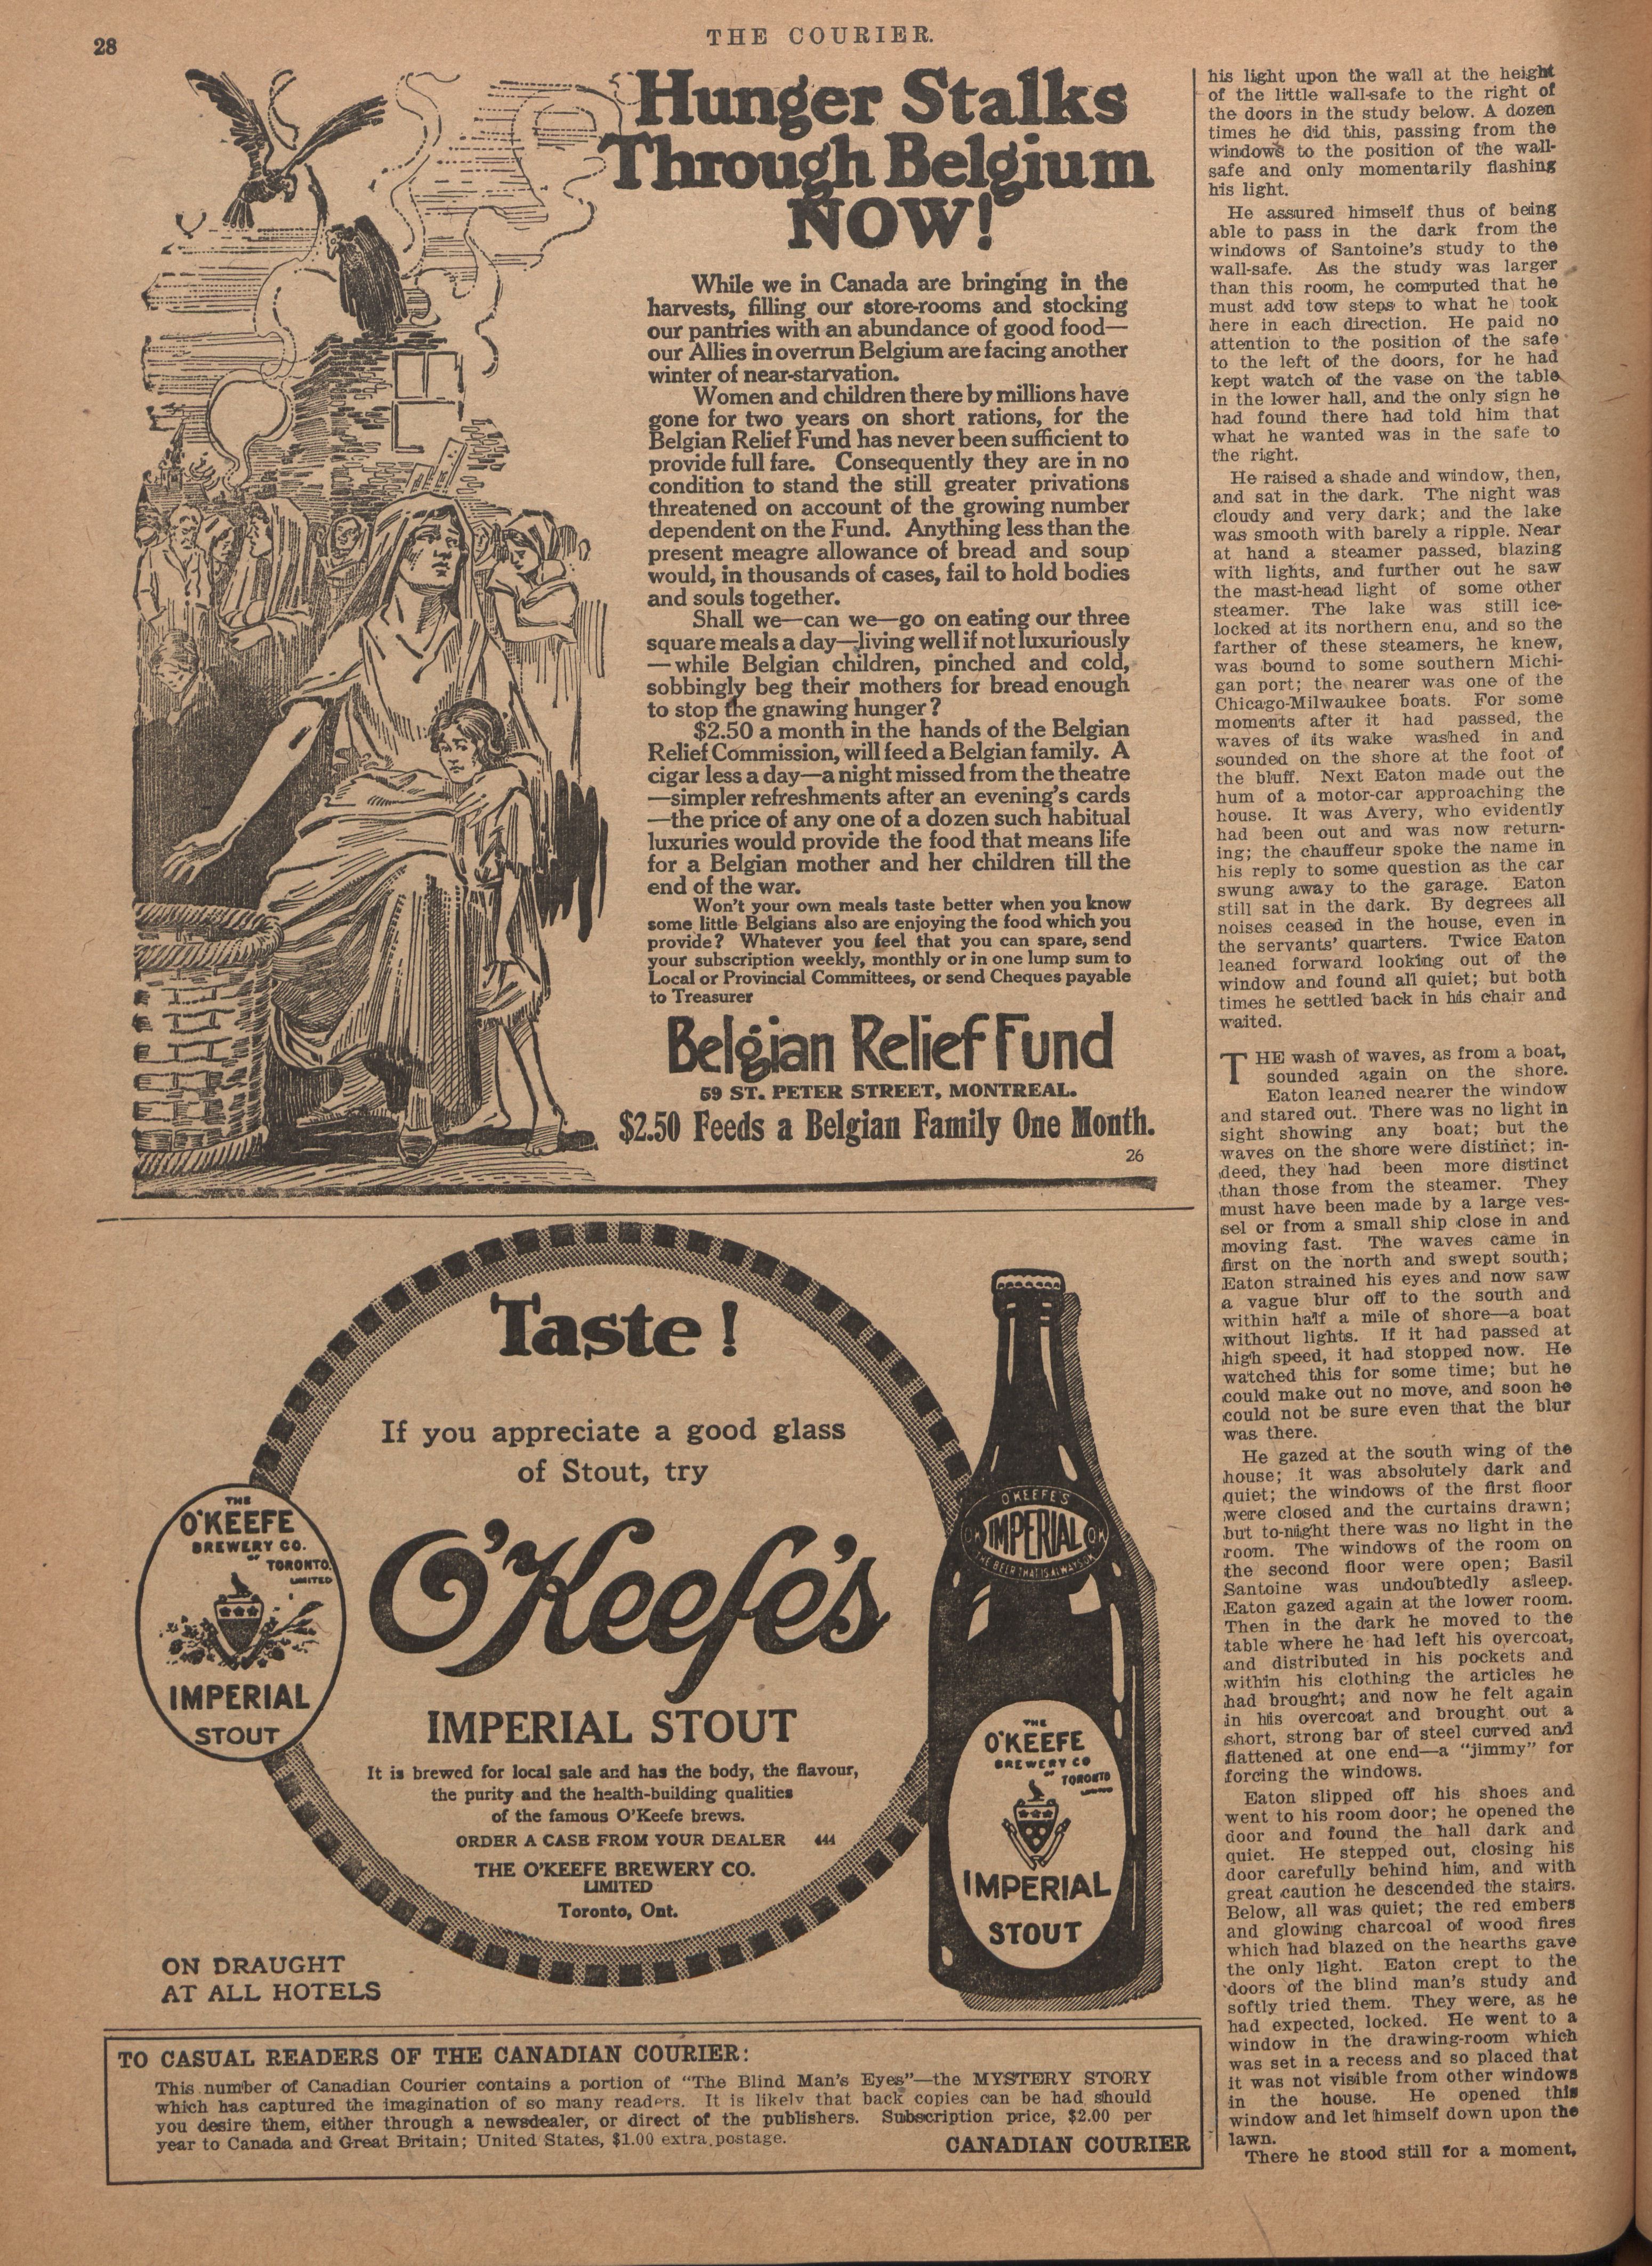 28
THE COURIER.
Hunger Stalks
Through Belgium
NOW!
While we in Canada are bringing in the
harvests, filling our store-rooms and stocking
our pantries with an abundance of good food—
our Allies in overrun Belgium are facing another
winter of near-starvation.
Women and children there by millions have
gone for two years on short rations, for the
Belgian Relief Fund has never been sufficient to
provide full fare. Consequently they are in no
condition to stand the still greater privations
threatened on account of the growing number
dependent on the Fund. Anything less than the
present meagre allowance of bread and soup
would, in thousands of cases, fail to hold bodies
and souls together.
Shall we—can we—go on eating our three
square meals a day—living well if not luxuriously
—while Belgian children, pinched and cold,
sobbingly beg their mothers for bread enough
to stop the gnawing hunger?
$2.50 a month in the hands of the Belgian
Relief Commission, will feed a Belgian family. A
cigar less a day—a night missed from the theatre
—simpler refreshments after an evening's cards
—the price of any one of a dozen such habitual
luxuries would provide the food that means life
for a Belgian mother and her children till the
end of the war.
Won't your own meals taste better when you know
some little Belgians also are enjoying the food which you
provide? Whatever you feel that you can spare, send
your subscription weekly, monthly or in one lump sum to
Local or Provincial Committees, or send Cheques payable
to Treasurer
Belgian Relief Fund
59 ST. PETER STREET, MONTREAL.
$2.50 Feeds a Belgian Family One Month.
26
Taste!
If you appreciate a good glass
of Stout, try
O'Keefe's
IMPERIAL STOUT
It is brewed for local sale and has the body, the flavour,
the purity and the health-building qualities
of the famous O'Keefe brews.
ORDER A CASE FROM YOUR DEALER 444
THE O'KEEFE BREWERY CO.
LIMITED
Toronto, Ont.
THE
O'KEEFE
BREWERY CO.
OF TORONTO.
LIMITED
IMPERIAL
STOUT
O'KEEFE'S
OK IMPERIAL OK
THE BEER THAT IS ALWAYS OK
THE
O'KEEFE
BREWERY CO
OF TORONTO
LIMITED
IMPERIAL
STOUT
ON DRAUGHT
AT ALL HOTELS
TO CASUAL READERS OF THE CANADIAN COURIER:
This number of Canadian Courier contains a portion of "The Blind Man's Eyes"—the MYSTERY STORY
which has captured the imagination of so many readers. It is likely that back copies can be had should
you desire them, either through a newsdealer, or direct of the publishers. Subscription price, $2.00 per
year to Canada and Great Britain; United States, $1.00 extra postage.
CANADIAN COURIER
his light upon the wall at the height
of the little wall-safe to the right of
the doors in the study below. A dozen
times he did this, passing from the
windows to the position of the wall-
safe and only momentarily flashing
his light.
He assured himself thus of being
able to pass in the dark from the
windows of Santoine's study to the
wall-safe. As the study was larger
than this room, he computed that he
must add tow steps to what he took
here in each direction. He paid no
attention to the position of the safe
to the left of the doors, for he had
kept watch of the vase on the table
in the lower hall, and the only sign he
had found there had told him that
what he wanted was in the safe to
the right.
He raised a shade and window, then,
and sat in the dark. The night was
cloudy and very dark; and the lake
was smooth with barely a ripple. Near
at hand a steamer passed, blazing
with lights, and further out he saw
the mast-head light of some other
steamer. The lake was still ice-
locked at its northern end, and so the
farther of these steamers, he knew,
was bound to some southern Michi-
gan port; the nearer was one of the
Chicago-Milwaukee boats. For some
moments after it had passed, the
waves of its wake washed in and
sounded on the shore at the foot of
the bluff. Next Eaton made out the
hum of a motor-car approaching the
house. It was Avery, who evidently
had been out and was now return-
ing; the chauffeur spoke the name in
his reply to some question as the car
swung away to the garage. Eaton
still sat in the dark. By degrees all
noises ceased in the house, even in
the servants' quarters. Twice Eaton
leaned forward looking out of the
window and found all quiet; but both
times he settled back in his chair and
waited.
THE wash of waves, as from a boat,
sounded again on the shore.
Eaton leaned nearer the window
and stared out. There was no light in
sight showing any boat; but the
waves on the shore were distinct; in-
deed, they had been more distinct
than those from the steamer. They
must have been made by a large ves-
sel or from a small ship close in and
moving fast. The waves came in
first on the north and swept south;
Eaton strained his eyes and now saw
a vague blur off to the south and
within half a mile of shore—a boat
without lights. If it had passed at
high speed, it had stopped now. He
watched this for some time; but he
could make out no move, and soon he
could not be sure even that the blur
was there.
He gazed at the south wing of the
house; it was absolutely dark and
quiet; the windows of the first floor
were closed and the curtains drawn;
but to-night there was no light in the
room. The windows of the room on
the second floor were open; Basil
Santoine was undoubtedly asleep.
Eaton gazed again at the lower room.
Then in the dark he moved to the
table where he had left his overcoat,
and distributed in his pockets and
within his clothing the articles he
had brought; and now he felt again
in his overcoat and brought out a
short, strong bar of steel curved and
flattened at one end—a "jimmy" for
forcing the windows.
Eaton slipped off his shoes and
went to his room door; he opened the
door and found the hall dark and
quiet. He stepped out, closing his
door carefully behind him, and with
great caution he descended the stairs.
Below, all was quiet; the red embers
and glowing charcoal of wood fires
which had blazed on the hearths gave
the only light. Eaton crept to the
doors of the blind man's study and
softly tried them. They were, as he
had expected, locked. He went to a
window in the drawing-room which
was set in a recess and so placed that
it was not visible from other windows
in the house. He opened this
window and let himself down upon the
lawn.
There he stood still for a moment,